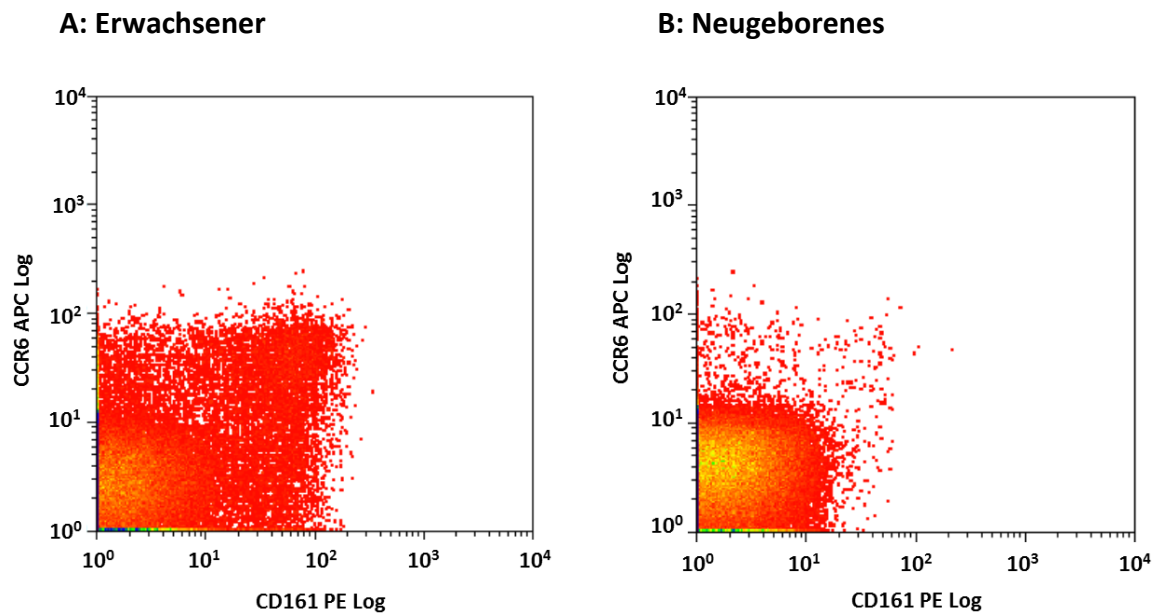 A: Erwachsener
B: Neugeborenes
10⁴
10³
10²
10¹
10⁰
CCR6 APC Log
10⁰ 10¹ 10² 10³ 10⁴
CD161 PE Log
10⁴
10³
10²
10¹
10⁰
CCR6 APC Log
10⁰ 10¹ 10² 10³ 10⁴
CD161 PE Log